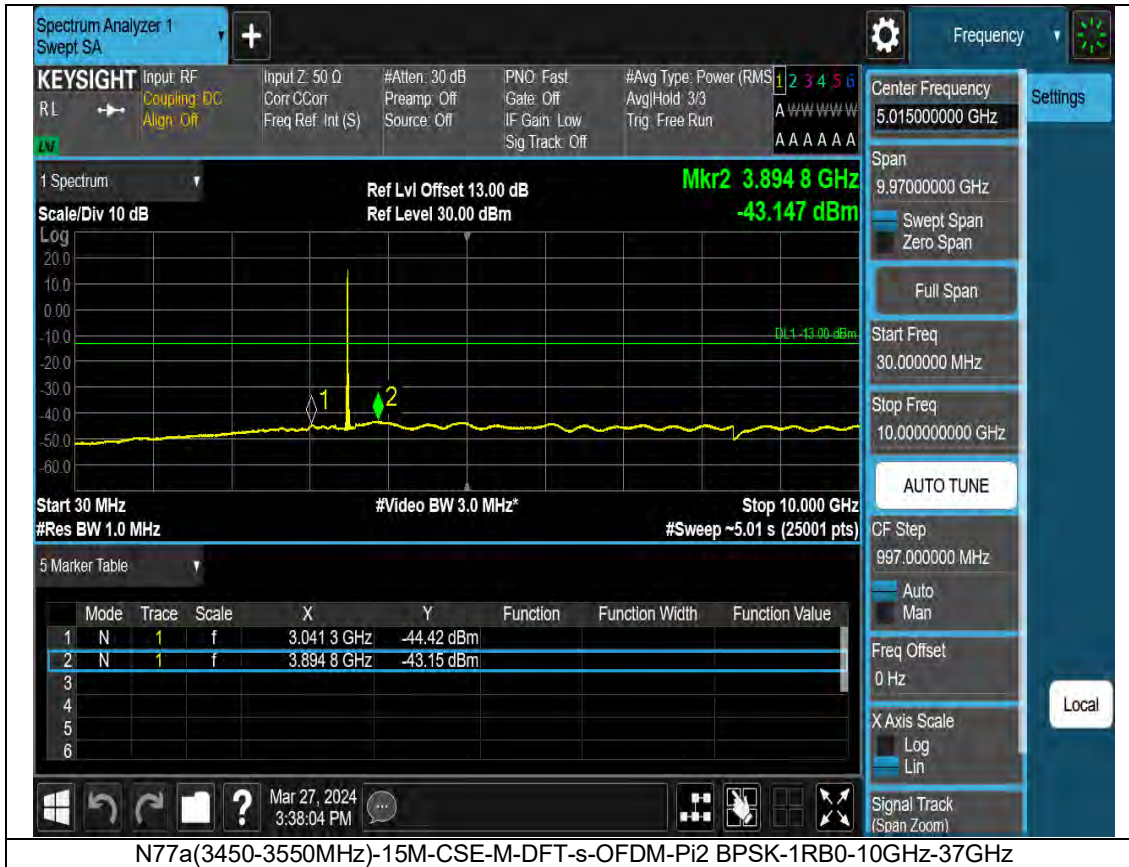 Spectrum Analyzer 1
Swept SA
Frequency
KEYSIGHT
RL
Input: RF
Coupling: DC
Align: Off
Input Z: 50 Ω
Corr CCorr
Freq Ref: Int (S)
#Atten: 30 dB
Preamp: Off
Source: Off
PNO: Fast
Gate: Off
IF Gain: Low
Sig Track: Off
#Avg Type: Power (RMS
Avg|Hold: 3/3
Trig: Free Run
1 2 3 4 5 6
A W W W W W
A A A A A A
LXI
1 Spectrum
Scale/Div 10 dB
Ref Lvl Offset 13.00 dB
Ref Level 30.00 dBm
Mkr2 3.894 8 GHz
-43.147 dBm
Log
20.0
10.0
0.00
-10.0
-20.0
-30.0
-40.0
-50.0
-60.0
DL1 -13.00 dBm
1
2
Start 30 MHz
#Res BW 1.0 MHz
#Video BW 3.0 MHz*
Stop 10.000 GHz
#Sweep ~5.01 s (25001 pts)
5 Marker Table
Mode Trace Scale X Y Function Function Width Function Value
1 N 1 f 3.041 3 GHz -44.42 dBm
2 N 1 f 3.894 8 GHz -43.15 dBm
3
4
5
6
Center Frequency
5.015000000 GHz
Settings
Span
9.97000000 GHz
Swept Span
Zero Span
Full Span
Start Freq
30.000000 MHz
Stop Freq
10.000000000 GHz
AUTO TUNE
CF Step
997.000000 MHz
Auto
Man
Freq Offset
0 Hz
X Axis Scale
Log
Lin
Local
Signal Track
(Span Zoom)
?
Mar 27, 2024
3:38:04 PM
N77a(3450-3550MHz)-15M-CSE-M-DFT-s-OFDM-Pi2 BPSK-1RB0-10GHz-37GHz